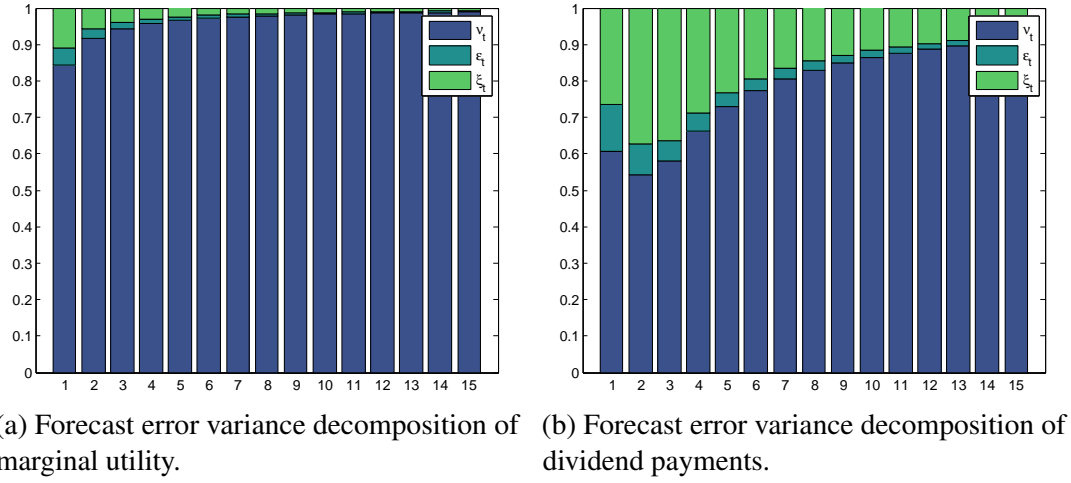 1
0.9
0.8
0.7
0.6
0.5
0.4
0.3
0.2
0.1
0
1 2 3 4 5 6 7 8 9 10 11 12 13 14 15
ν_t
ε_t
ξ_t
1
0.9
0.8
0.7
0.6
0.5
0.4
0.3
0.2
0.1
0
1 2 3 4 5 6 7 8 9 10 11 12 13 14 15
ν_t
ε_t
ξ_t
(a) Forecast error variance decomposition of
marginal utility.
(b) Forecast error variance decomposition of
dividend payments.